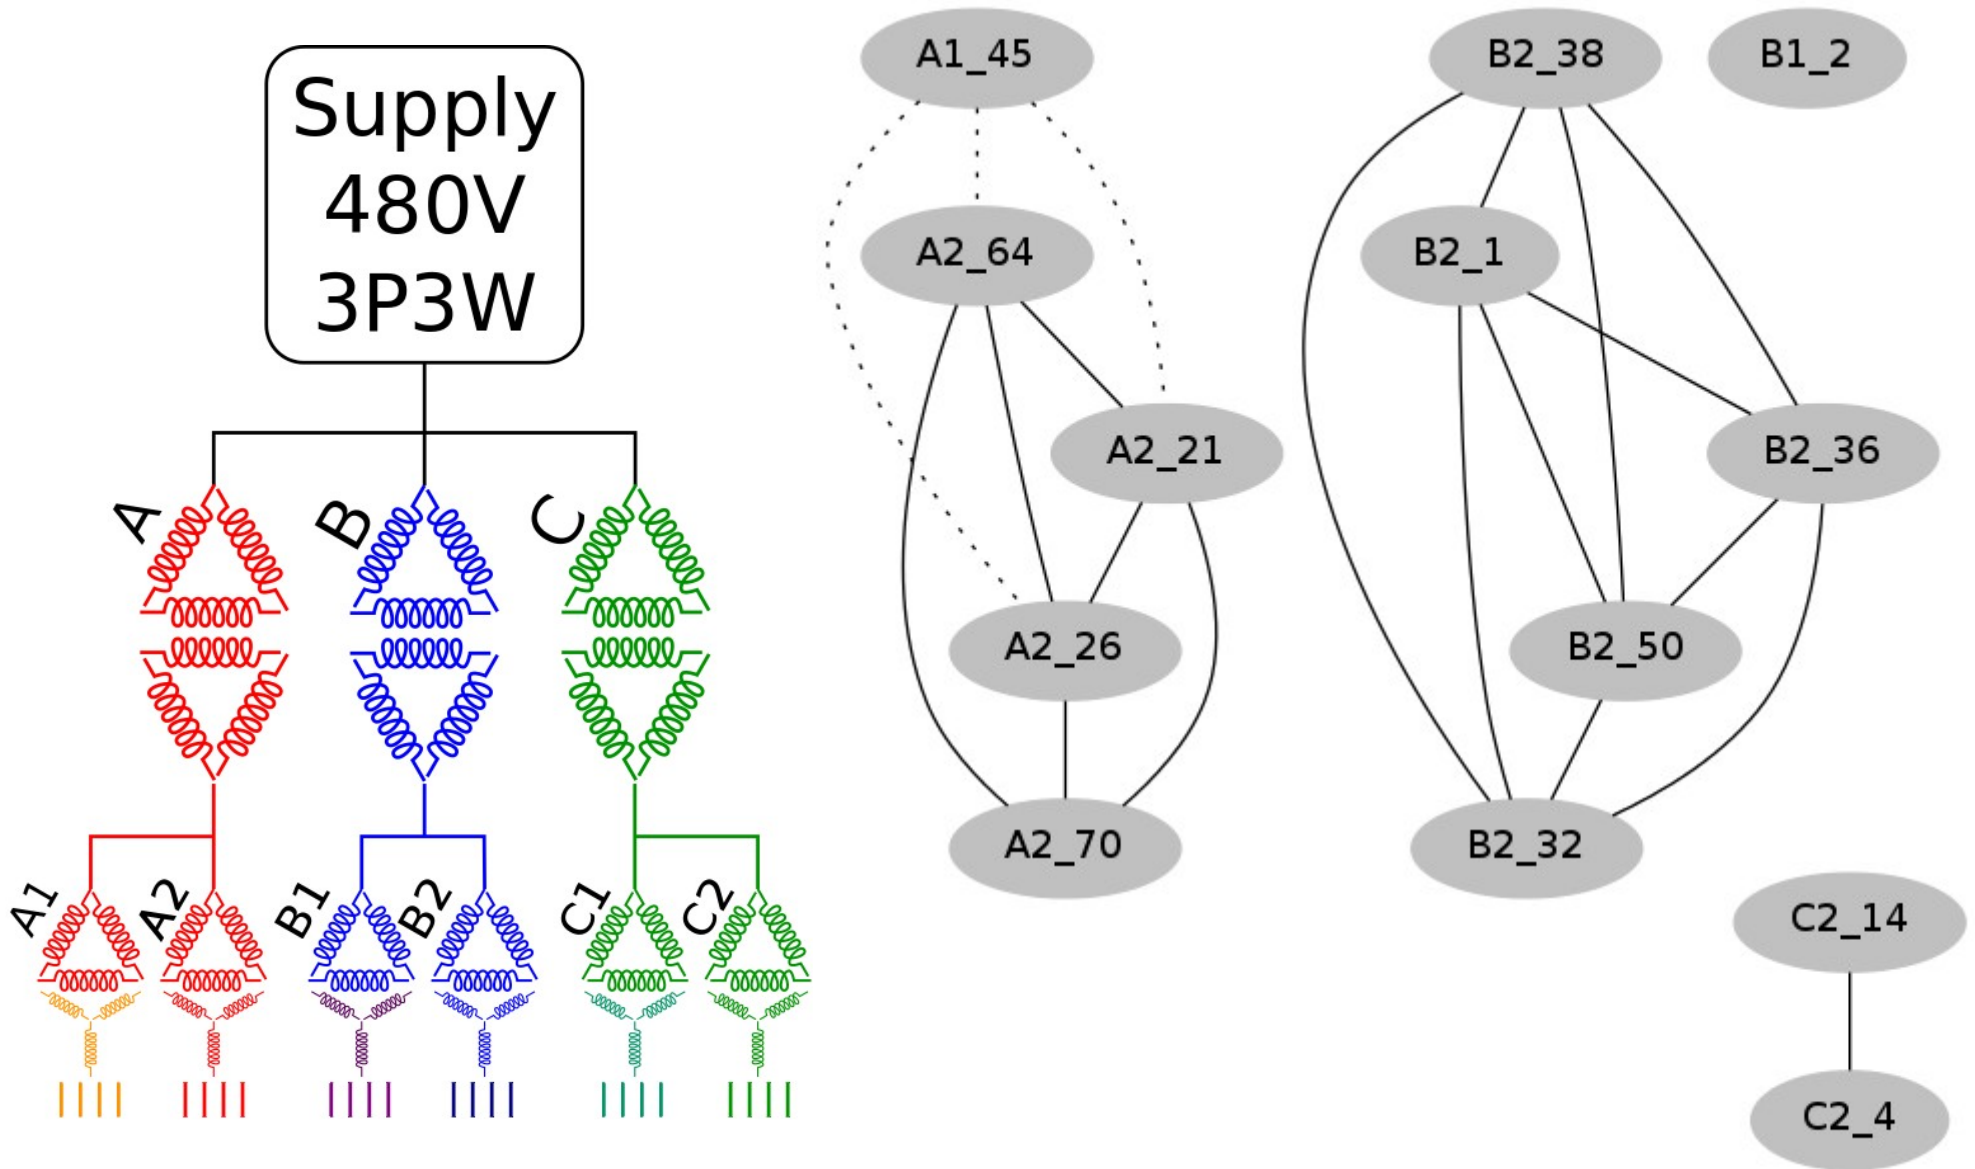 Supply
480V
3P3W
A
B
C
A1
A2
B1
B2
C1
C2
A1_45
A2_64
A2_21
A2_26
A2_70
B2_38
B1_2
B2_1
B2_36
B2_50
B2_32
C2_14
C2_4